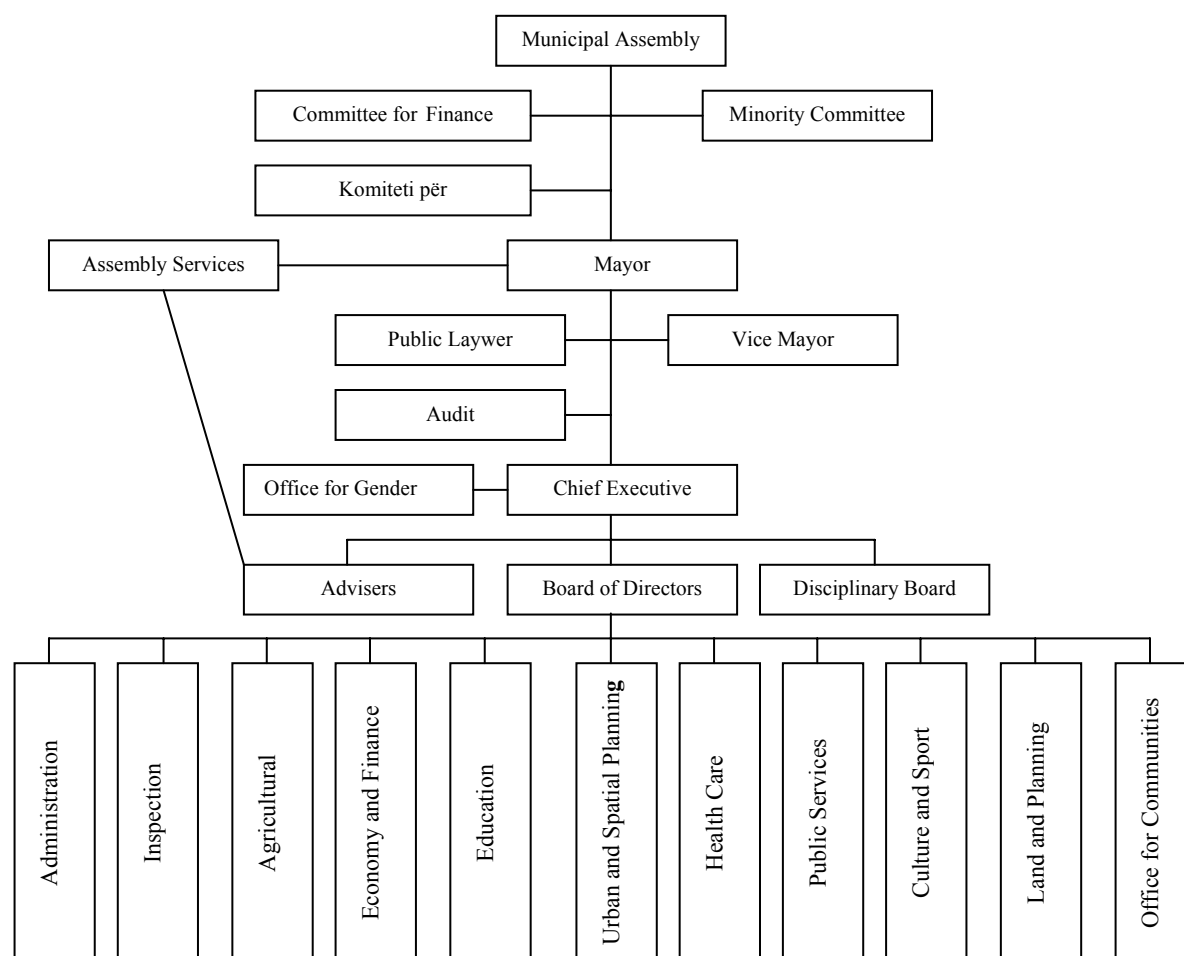 Municipal Assembly
Committee for Finance
Minority Committee
Komiteti për
Assembly Services
Mayor
Public Laywer
Vice Mayor
Audit
Office for Gender
Chief Executive
Advisers
Board of Directors
Disciplinary Board
Administration
Inspection
Agricultural
Economy and Finance
Education
Urban and Spatial Planning
Health Care
Public Services
Culture and Sport
Land and Planning
Office for Communities